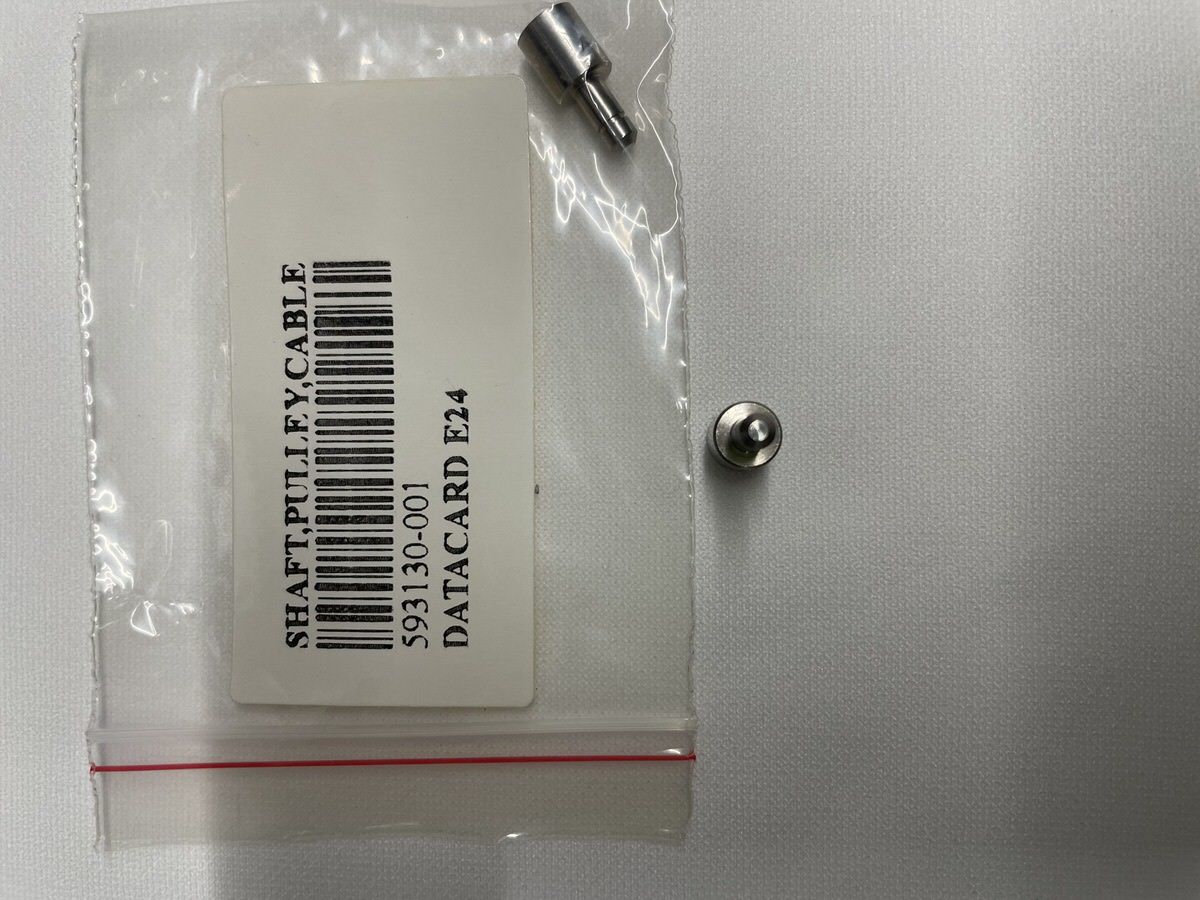 SHAFT,PULLEY,CABLE
593130-001
DATACARD E24